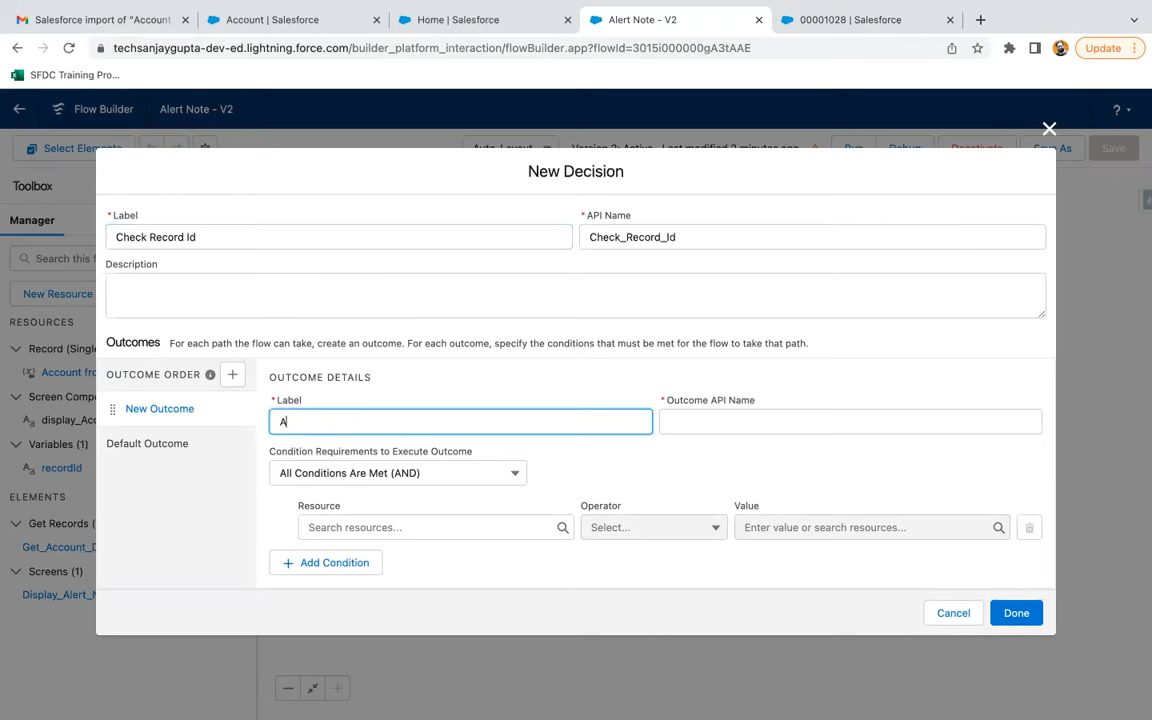 Salesforce import of "Account
Account | Salesforce
Home | Salesforce
Alert Note - V2
00001028 | Salesforce
techsanjaygupta-dev-ed.lightning.force.com/builder_platform_interaction/flowBuilder.app?flowId=3015i000000gA3tAAE
Update
SFDC Training Pro...
Flow Builder
Alert Note - V2
?
Select Elements
Auto-Layout
Version 2: Active
Last modified 2 minutes ago
Run
Debug
Deactivate
Save As
Save
Toolbox
New Decision
Manager
* Label
* API Name
Check Record Id
Check_Record_Id
Search this f
Description
New Resource
RESOURCES
Outcomes
For each path the flow can take, create an outcome. For each outcome, specify the conditions that must be met for the flow to take that path.
Record (Single
Account fro
OUTCOME ORDER
OUTCOME DETAILS
Screen Compo
* Label
* Outcome API Name
New Outcome
display_Acc
A
Variables (1)
Default Outcome
Condition Requirements to Execute Outcome
recordId
All Conditions Are Met (AND)
ELEMENTS
Resource
Operator
Value
Get Records (
Search resources...
Select...
Enter value or search resources...
Get_Account_D
Add Condition
Screens (1)
Display_Alert_N
Cancel
Done